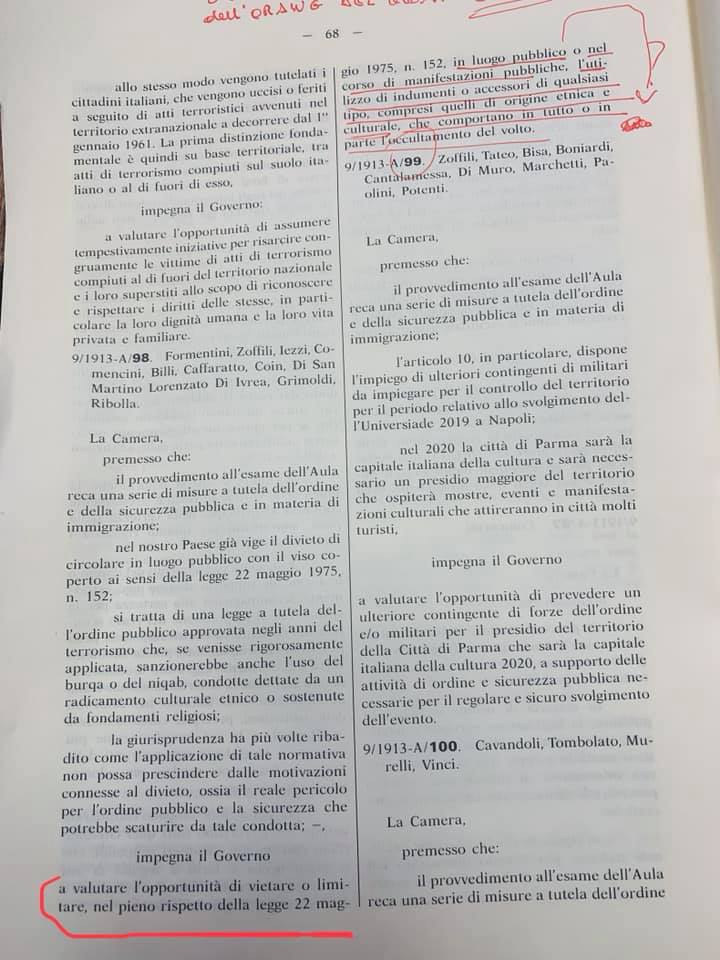 dell'ORDINE DEL
— 68 —
allo stesso modo vengono tutelati i
cittadini italiani, che vengono uccisi o feriti
a seguito di atti terroristici avvenuti nel
territorio extranazionale a decorrere dal 1°
gennaio 1961. La prima distinzione fonda-
mentale è quindi su base territoriale, tra
atti di terrorismo compiuti sul suolo ita-
liano o al di fuori di esso,
impegna il Governo:
a valutare l'opportunità di assumere
tempestivamente iniziative per risarcire con-
gruamente le vittime di atti di terrorismo
compiuti al di fuori del territorio nazionale
e i loro superstiti allo scopo di riconoscere
e rispettare i diritti delle stesse, in parti-
colare la loro dignità umana e la loro vita
privata e familiare.
9/1913-A/98. Formentini, Zoffili, Iezzi, Co-
mencini, Billi, Caffaratto, Coin, Di San
Martino Lorenzato Di Ivrea, Grimoldi,
Ribolla.
La Camera,
premesso che:
il provvedimento all'esame dell'Aula
reca una serie di misure a tutela dell'ordine
e della sicurezza pubblica e in materia di
immigrazione;
nel nostro Paese già vige il divieto di
circolare in luogo pubblico con il viso co-
perto ai sensi della legge 22 maggio 1975,
n. 152;
si tratta di una legge a tutela del-
l'ordine pubblico approvata negli anni del
terrorismo che, se venisse rigorosamente
applicata, sanzionerebbe anche l'uso del
burqa o del niqab, condotte dettate da un
radicamento culturale etnico o sostenute
da fondamenti religiosi;
la giurisprudenza ha più volte riba-
dito come l'applicazione di tale normativa
non possa prescindere dalle motivazioni
connesse al divieto, ossia il reale pericolo
per l'ordine pubblico e la sicurezza che
potrebbe scaturire da tale condotta; –,
impegna il Governo
a valutare l'opportunità di vietare o limi-
tare, nel pieno rispetto della legge 22 mag-
gio 1975, n. 152, in luogo pubblico o nel
corso di manifestazioni pubbliche, l'uti-
lizzo di indumenti o accessori di qualsiasi
tipo, compresi quelli di origine etnica e
culturale, che comportano in tutto o in
parte l'occultamento del volto.
9/1913-A/99. Zoffili, Tateo, Bisa, Boniardi,
Cantalamessa, Di Muro, Marchetti, Pa-
olini, Potenti.
La Camera,
premesso che:
il provvedimento all'esame dell'Aula
reca una serie di misure a tutela dell'ordine
e della sicurezza pubblica e in materia di
immigrazione;
l'articolo 10, in particolare, dispone
l'impiego di ulteriori contingenti di militari
da impiegare per il controllo del territorio
per il periodo relativo allo svolgimento del-
l'Universiade 2019 a Napoli;
nel 2020 la città di Parma sarà la
capitale italiana della cultura e sarà neces-
sario un presidio maggiore del territorio
che ospiterà mostre, eventi e manifesta-
zioni culturali che attireranno in città molti
turisti,
impegna il Governo
a valutare l'opportunità di prevedere un
ulteriore contingente di forze dell'ordine
e/o militari per il presidio del territorio
della Città di Parma che sarà la capitale
italiana della cultura 2020, a supporto delle
attività di ordine e sicurezza pubblica ne-
cessarie per il regolare e sicuro svolgimento
dell'evento.
9/1913-A/100. Cavandoli, Tombolato, Mu-
relli, Vinci.
La Camera,
premesso che:
il provvedimento all'esame dell'Aula
reca una serie di misure a tutela dell'ordine